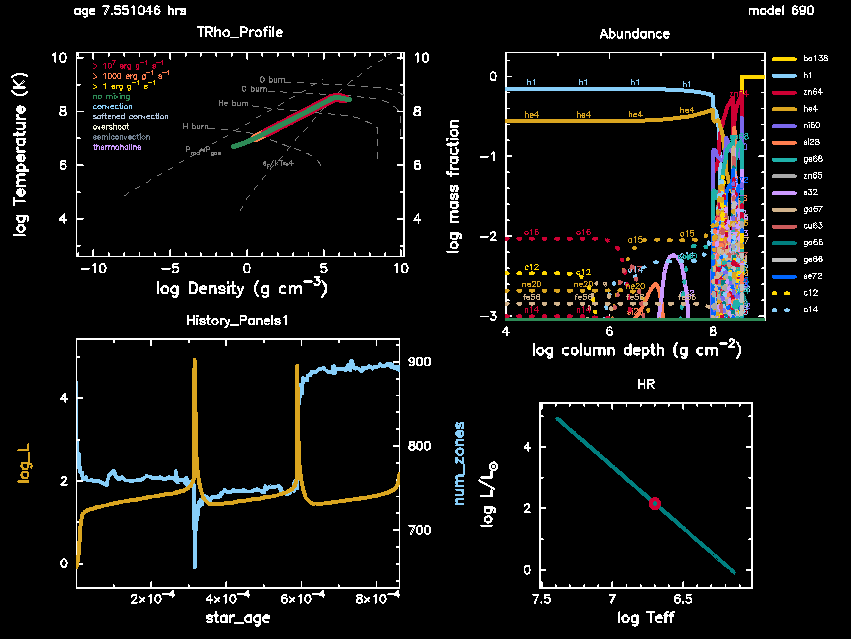 age 7.551046 hrs
model 690
TRho_Profile
> 10⁷ erg g⁻¹ s⁻¹
> 1000 erg g⁻¹ s⁻¹
> 1 erg g⁻¹ s⁻¹
no mixing
convection
softened convection
overshoot
semiconvection
thermohaline
O burn
C burn
He burn
H burn
log Temperature (K)
10
8
6
4
10
8
6
4
−10
−5
0
5
10
log Density (g cm⁻³)
Abundance
log mass fraction
0
−1
−2
−3
h1 h1 h1 h1
he4 he4 he4 he4
o16 o16 o15 o15
o14
c12 c12
ne20 ne20 ne20
fe56 fe56 fe56 fe56
n14 n14
4
6
8
log column depth (g cm⁻²)
ba138
h1
zn64
he4
ni60
si28
ge68
zn65
s32
ga67
cu63
ga66
ge66
se72
c12
o14
History_Panels1
log_L
4
2
0
900
800
700
num_zones
2×10⁻⁴
4×10⁻⁴
6×10⁻⁴
8×10⁻⁴
star_age
HR
log L/L☉
4
2
0
7.5
7
6.5
log Teff